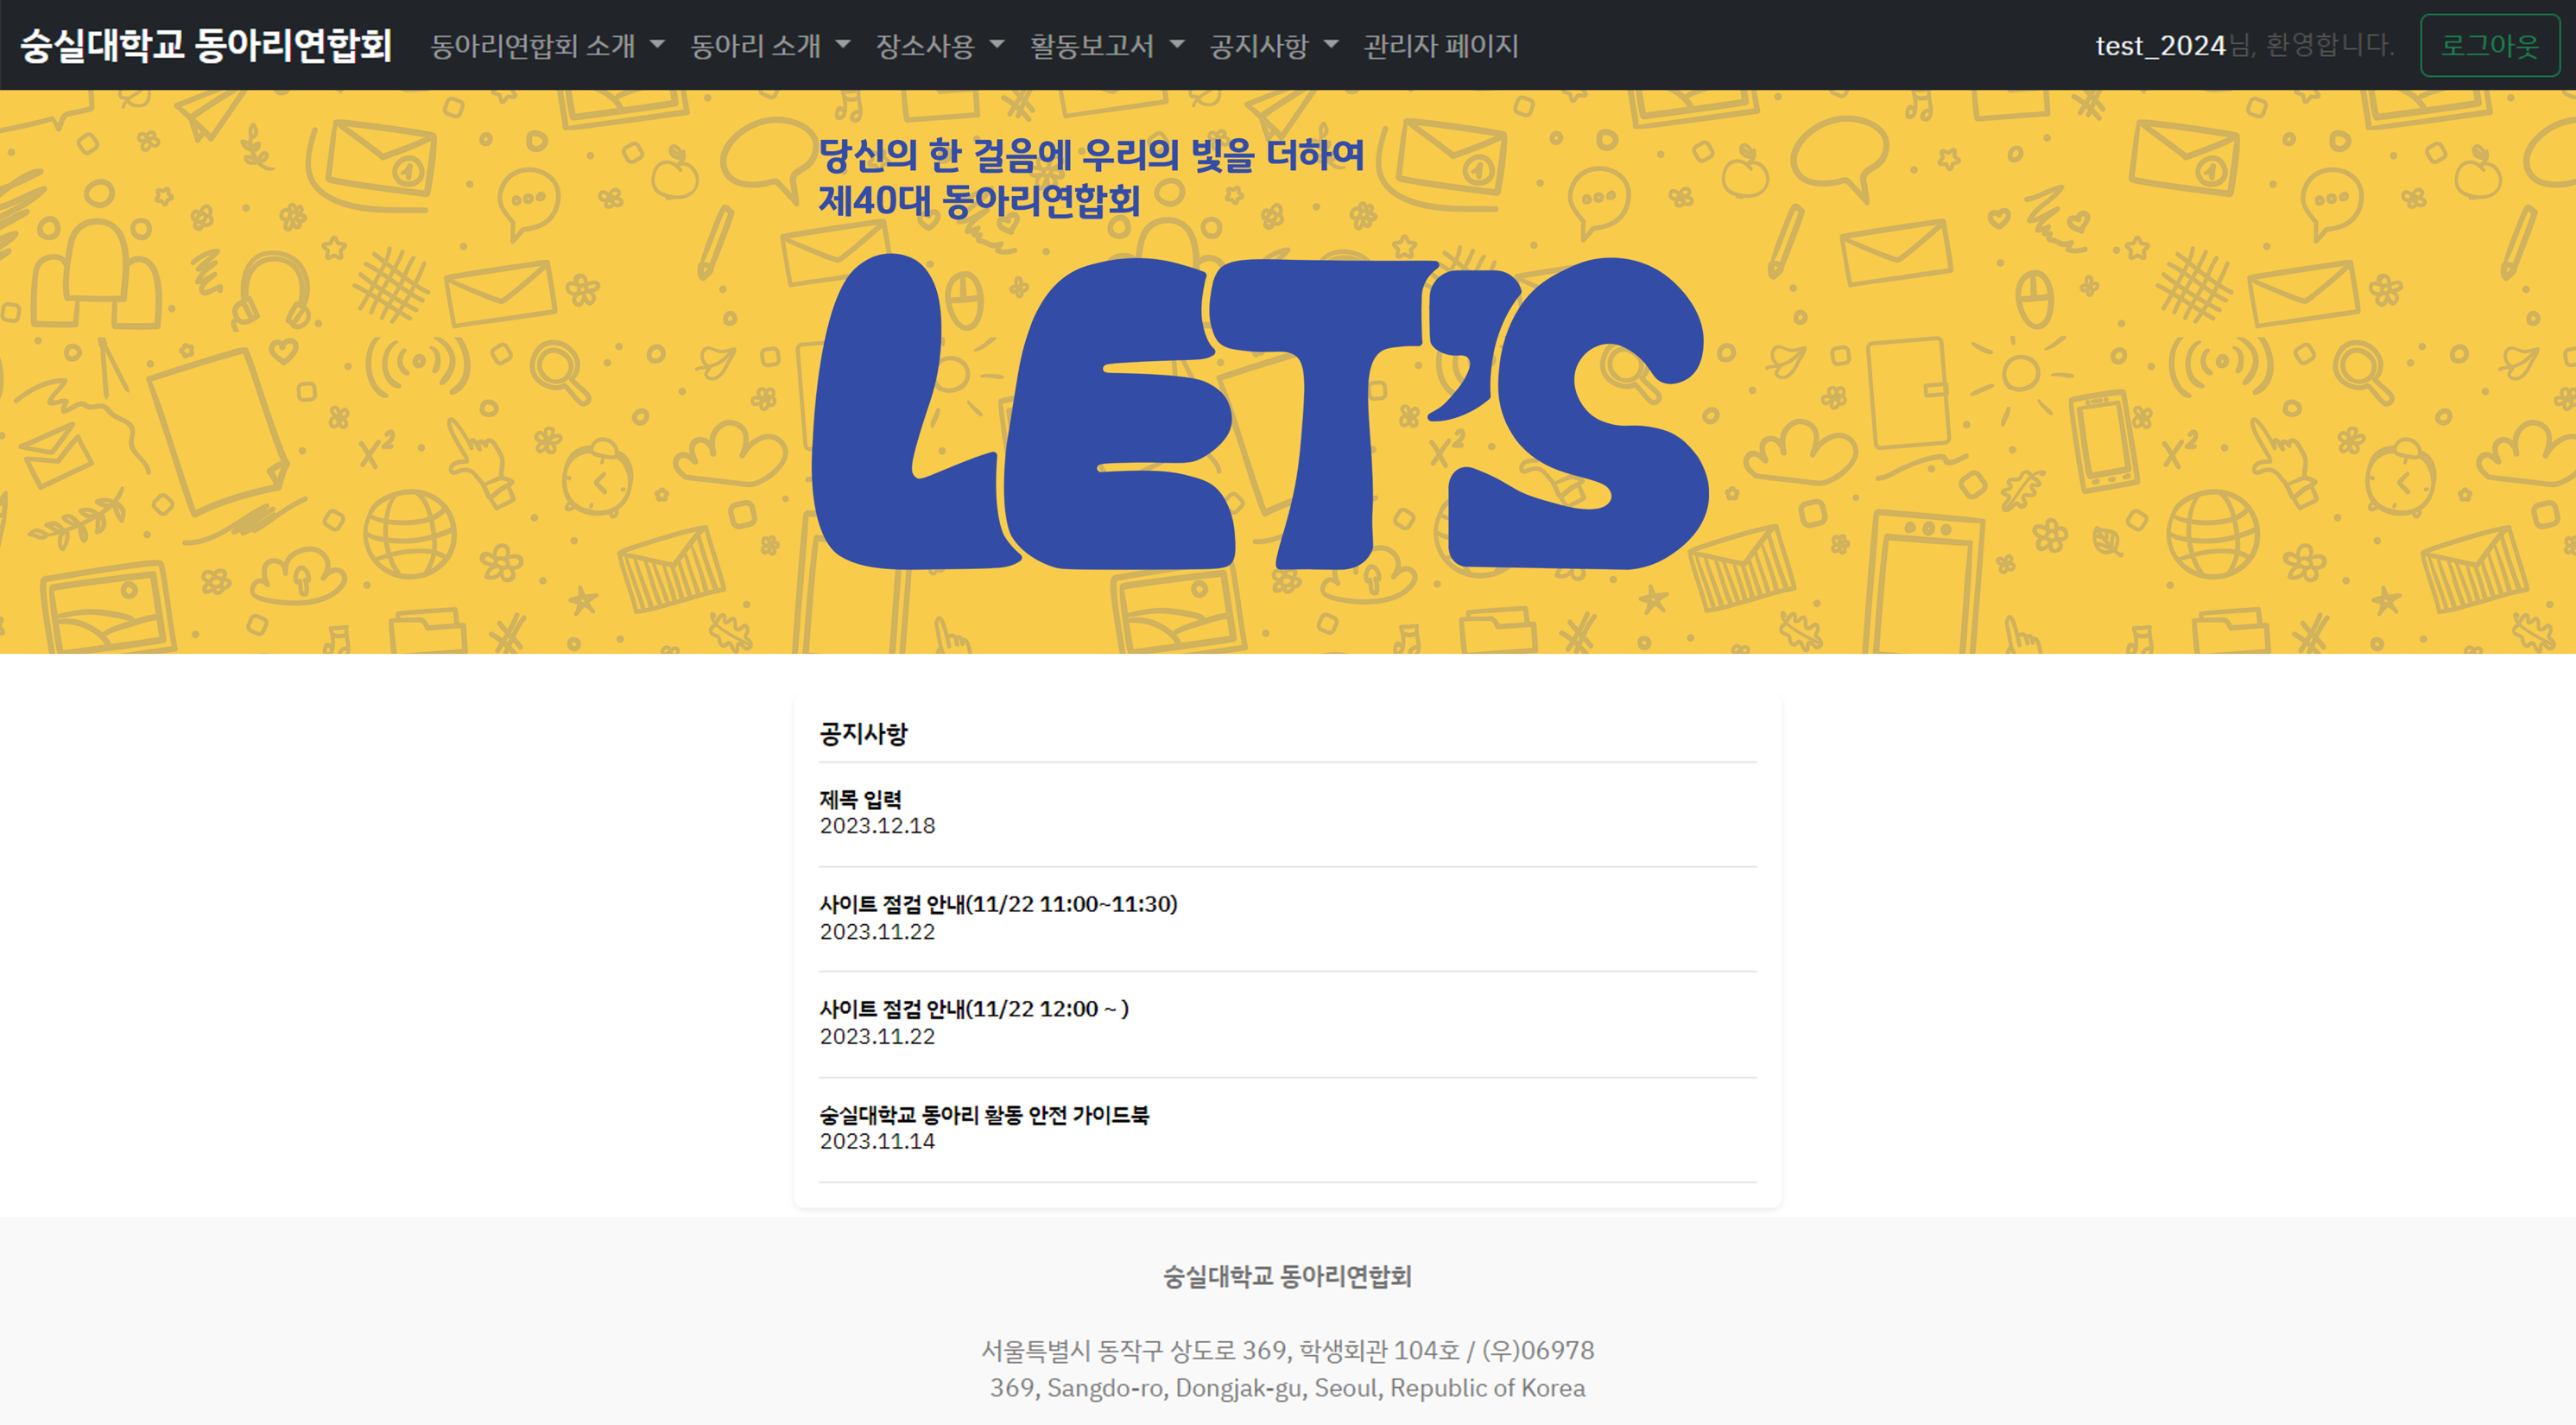 숭실대학교 동아리연합회 동아리연합회 소개 동아리 소개 장소사용 활동보고서 공지사항 관리자 페이지 test_2024님, 환영합니다. 로그아웃
당신의 한 걸음에 우리의 빛을 더하여
제40대 동아리연합회
LET'S
공지사항
제목 입력
2023.12.18
사이트 점검 안내(11/22 11:00~11:30)
2023.11.22
사이트 점검 안내(11/22 12:00 ~ )
2023.11.22
숭실대학교 동아리 활동 안전 가이드북
2023.11.14
숭실대학교 동아리연합회
서울특별시 동작구 상도로 369, 학생회관 104호 / (우)06978
369, Sangdo-ro, Dongjak-gu, Seoul, Republic of Korea